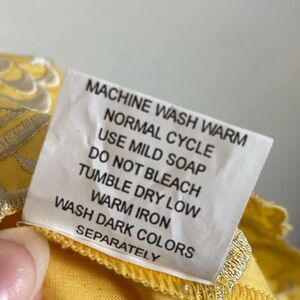 MACHINE WASH WARM
NORMAL CYCLE
USE MILD SOAP
DO NOT BLEACH
TUMBLE DRY LOW
WARM IRON
WASH DARK COLORS
SEPARATELY